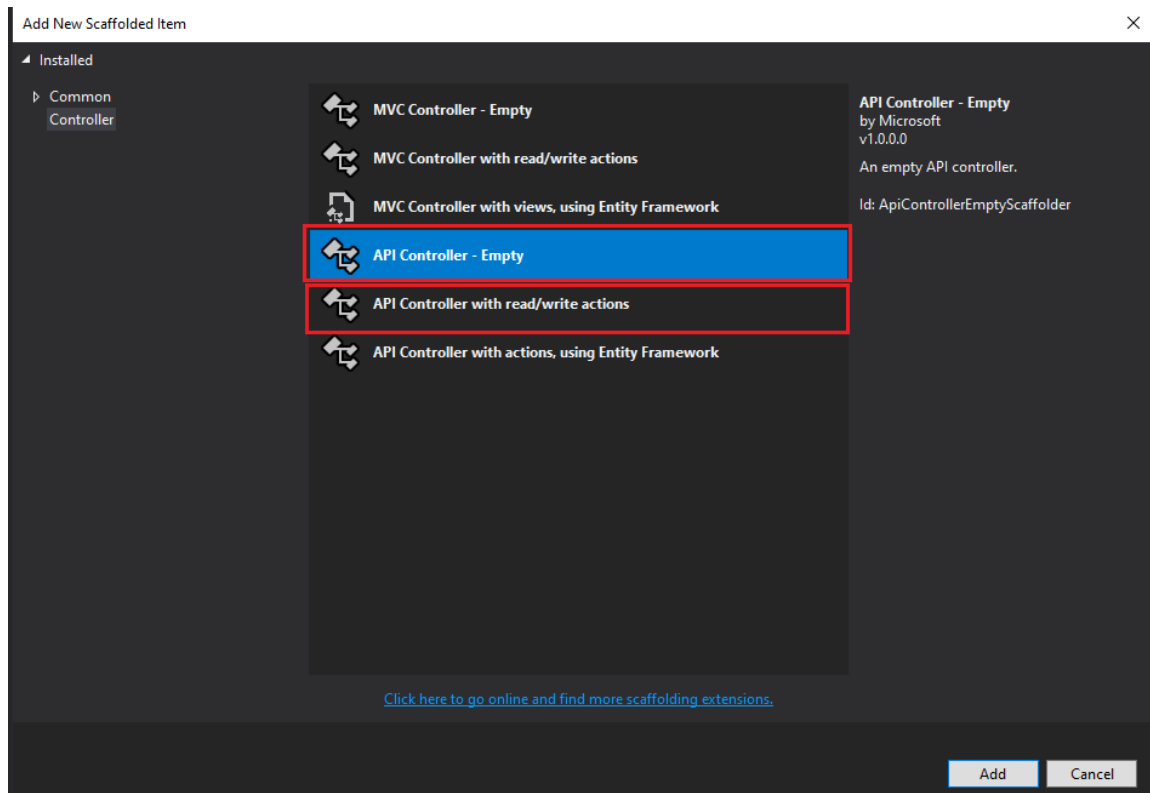 Add New Scaffolded Item
Installed
Common
Controller
MVC Controller - Empty
MVC Controller with read/write actions
MVC Controller with views, using Entity Framework
API Controller - Empty
API Controller with read/write actions
API Controller with actions, using Entity Framework
API Controller - Empty
by Microsoft
v1.0.0.0
An empty API controller.
Id: ApiControllerEmptyScaffolder
Click here to go online and find more scaffolding extensions.
Add
Cancel